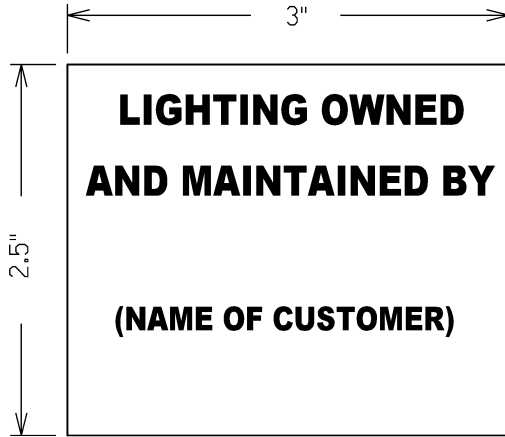 3"
LIGHTING OWNED
AND MAINTAINED BY
2.5"
(NAME OF CUSTOMER)